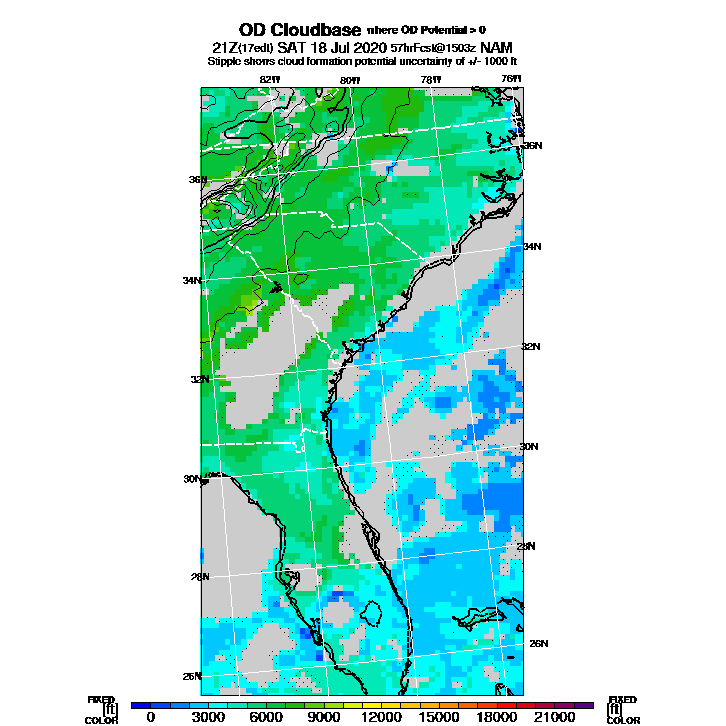 OD Cloudbase where OD Potential > 0
21Z(17edt) SAT 18 Jul 2020 57hrFcst@1503z NAM
Stipple shows cloud formation potential uncertainty of +/- 1000 ft
82W 80W 78W 76W
36N
36N
34N
34N
32N
32N
30N
30N
28N
28N
26N
26N
FIXED FIXED
[ft] 0 3000 6000 9000 12000 15000 18000 21000 [ft]
COLOR COLOR